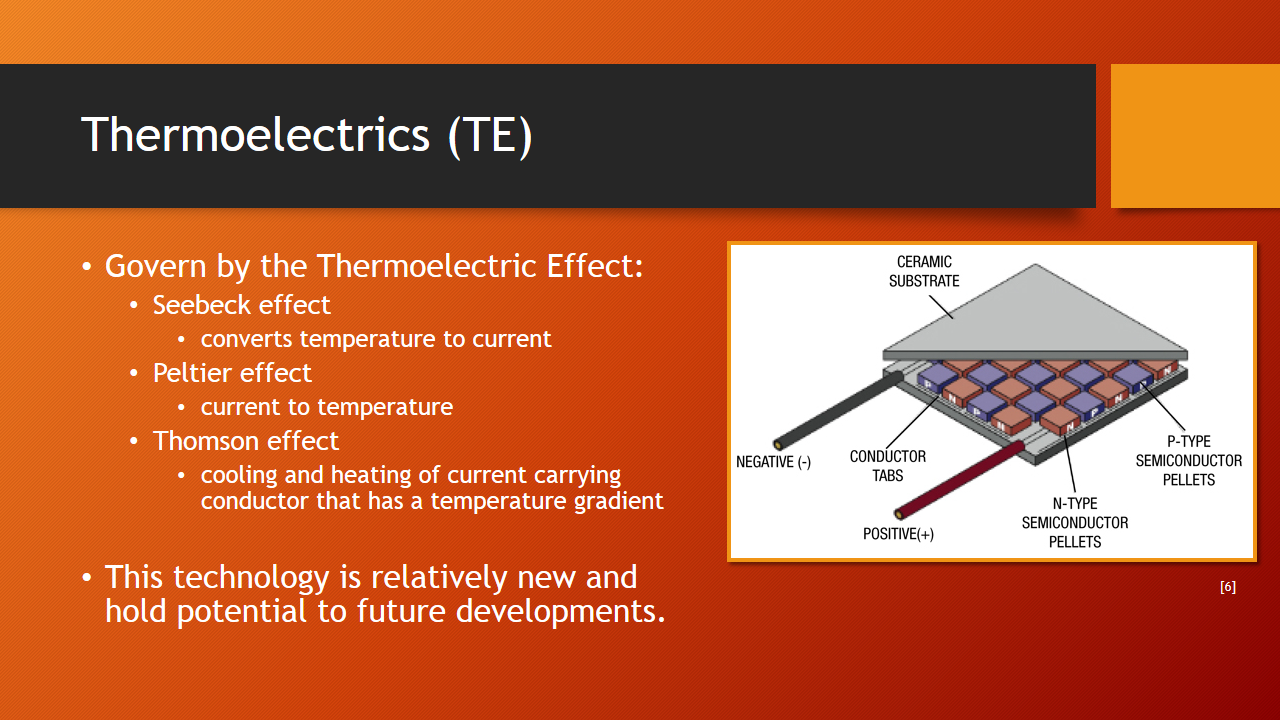 Thermoelectrics (TE)
• Govern by the Thermoelectric Effect:
• Seebeck effect
• converts temperature to current
• Peltier effect
• current to temperature
• Thomson effect
• cooling and heating of current carrying
conductor that has a temperature gradient
• This technology is relatively new and
hold potential to future developments.
CERAMIC
SUBSTRATE
P
N
P
N
N
P
N
NEGATIVE (-)
CONDUCTOR
TABS
POSITIVE(+)
N-TYPE
SEMICONDUCTOR
PELLETS
P-TYPE
SEMICONDUCTOR
PELLETS
[6]